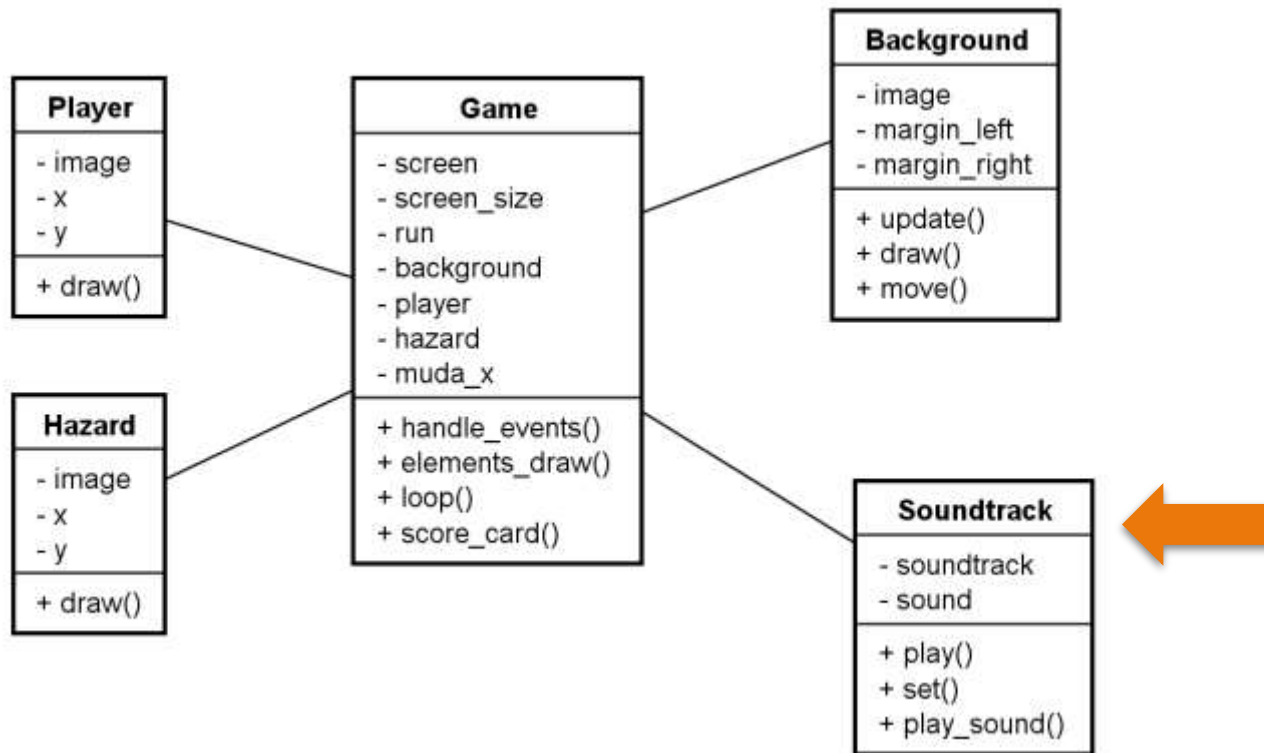 Player
- image
- x
- y
+ draw()
Hazard
- image
- x
- y
+ draw()
Game
- screen
- screen_size
- run
- background
- player
- hazard
- muda_x
+ handle_events()
+ elements_draw()
+ loop()
+ score_card()
Background
- image
- margin_left
- margin_right
+ update()
+ draw()
+ move()
Soundtrack
- soundtrack
- sound
+ play()
+ set()
+ play_sound()